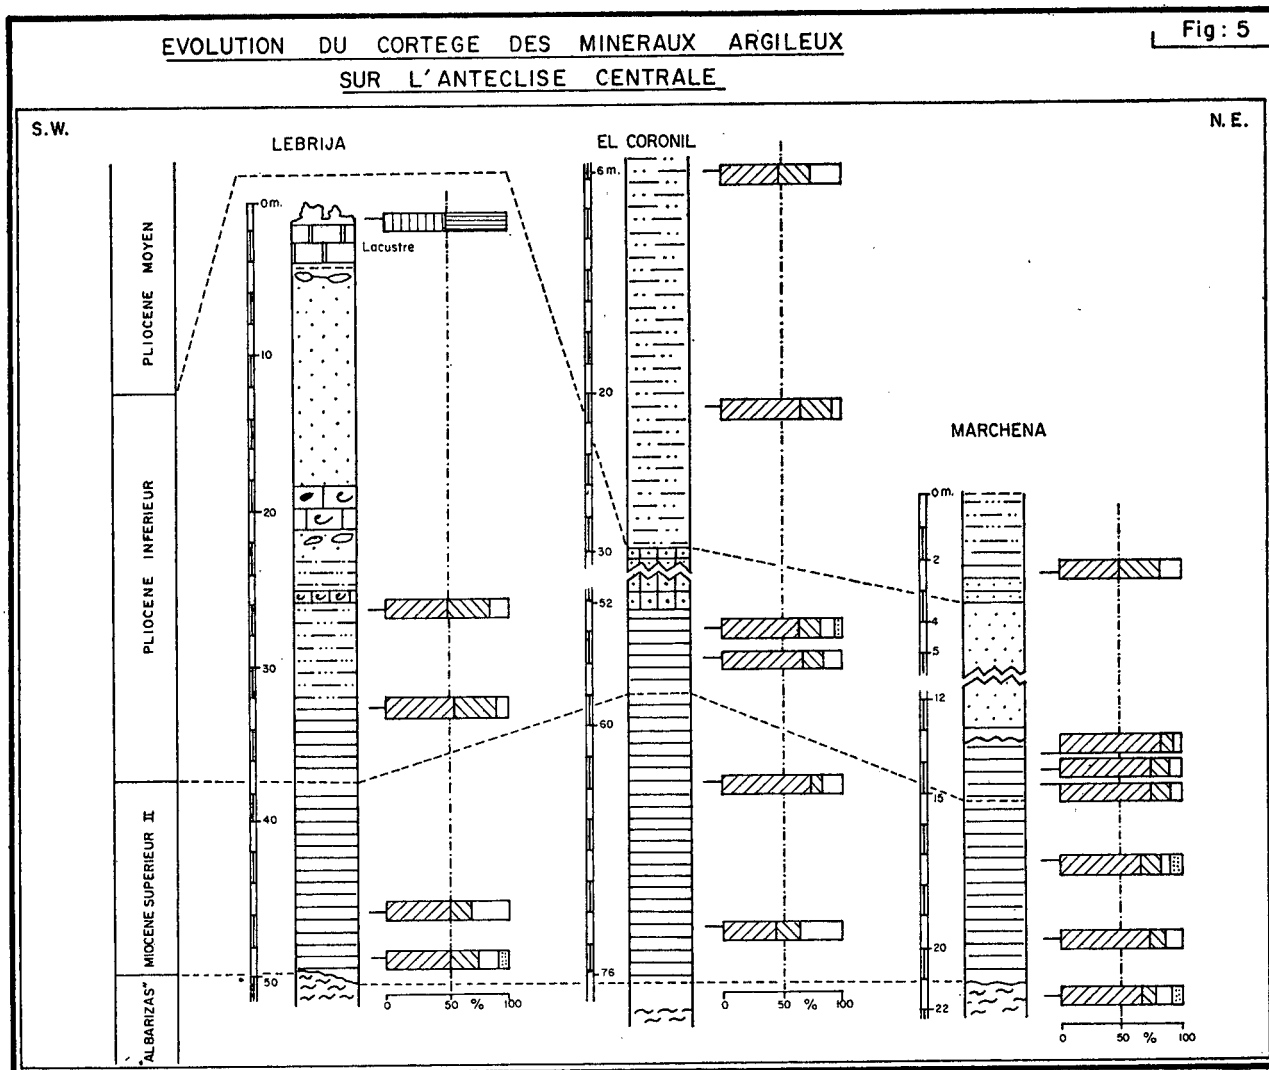 Fig: 5
EVOLUTION DU CORTEGE DES MINERAUX ARGILEUX
SUR L'ANTECLISE CENTRALE
S.W.
N.E.
LEBRIJA
EL CORONIL
MARCHENA
PLIOCENE MOYEN
PLIOCENE INFERIEUR
MIOCENE SUPERIEUR II
"ALBARIZAS"
0m.
10
20
30
40
50
Lacustre
0 50 % 100
6m.
20
30
52
60
76
0 50 % 100
0m.
2
4
5
12
15
20
22
0 50 % 100